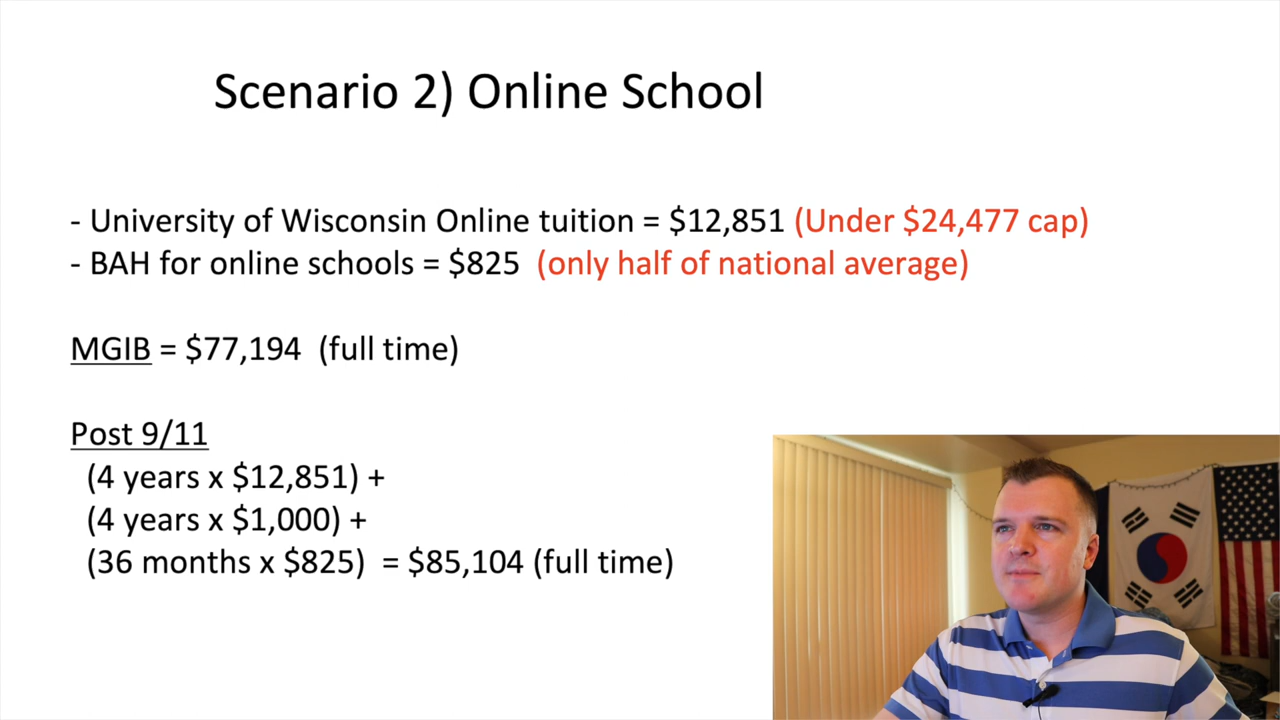 Scenario 2) Online School
- University of Wisconsin Online tuition = $12,851 (Under $24,477 cap)
- BAH for online schools = $825 (only half of national average)
MGIB = $77,194 (full time)
Post 9/11
(4 years x $12,851) +
(4 years x $1,000) +
(36 months x $825) = $85,104 (full time)